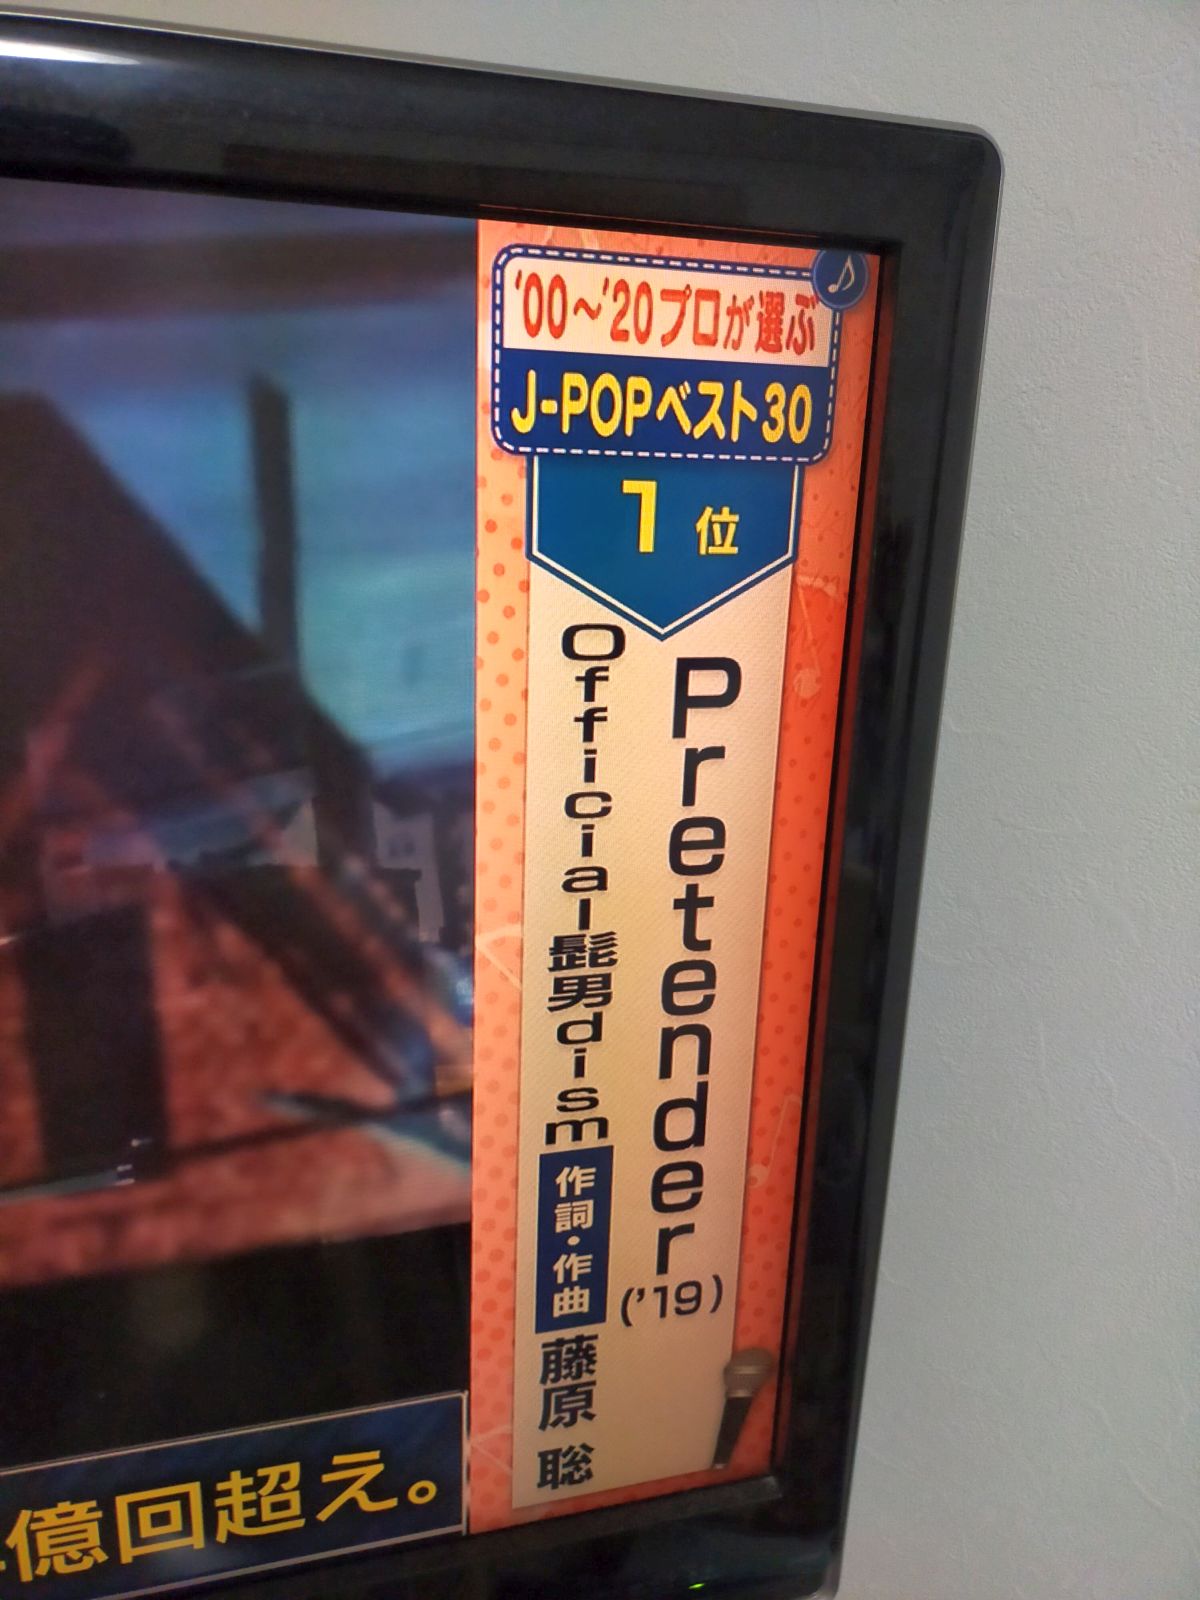 '00～'20プロが選ぶ
J-POPベスト30
1位
Pretender
('19)
Official髭男dism
作詞・作曲
藤原 聡
億回超え。